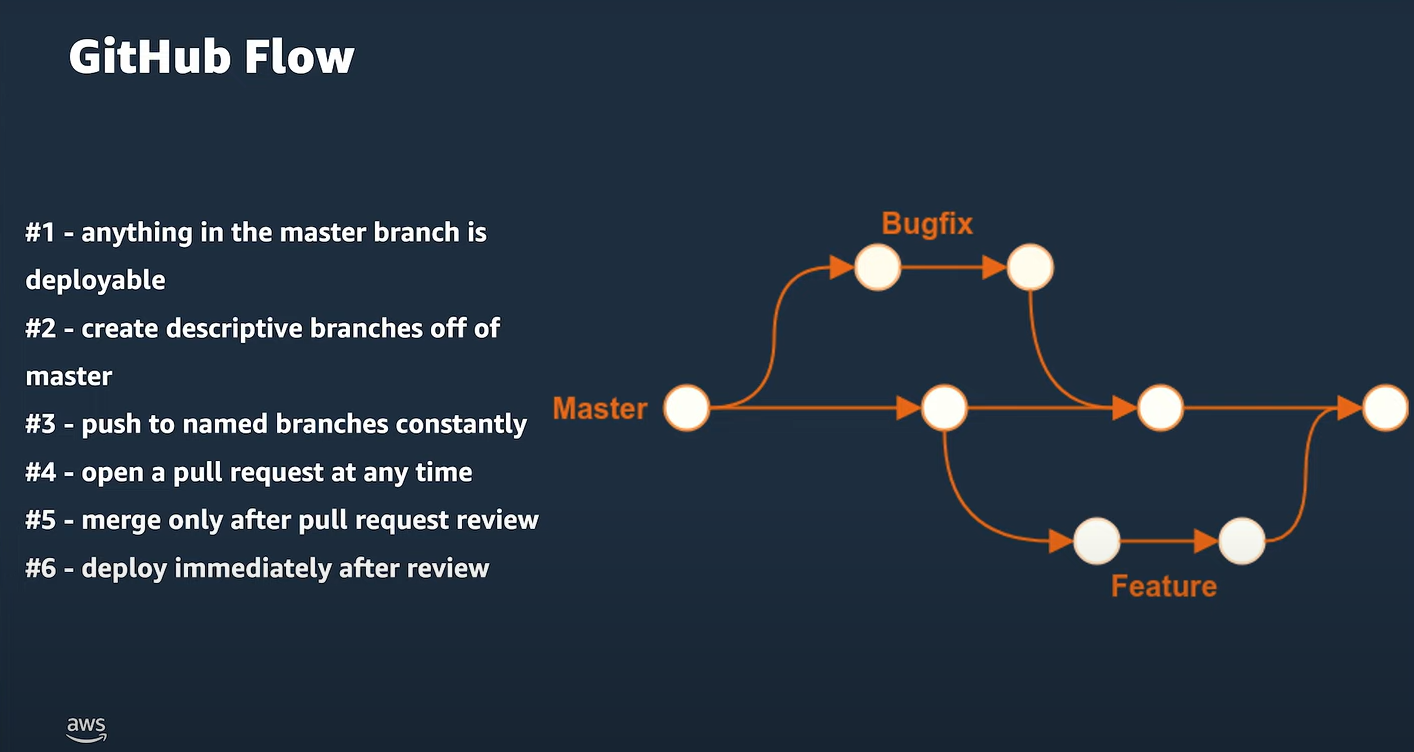 GitHub Flow
#1 - anything in the master branch is
deployable
#2 - create descriptive branches off of
master
#3 - push to named branches constantly
#4 - open a pull request at any time
#5 - merge only after pull request review
#6 - deploy immediately after review
Bugfix
Master
Feature
aws